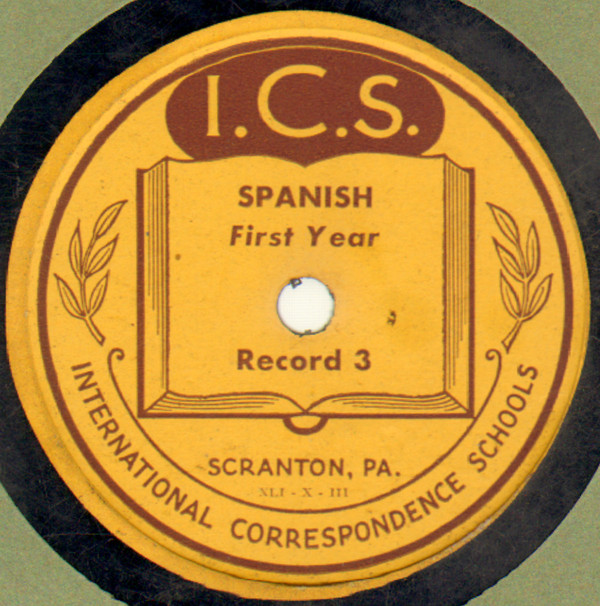 I.C.S.
SPANISH
First Year
Record 3
SCRANTON, PA.
XLI - X - III
INTERNATIONAL CORRESPONDENCE SCHOOLS